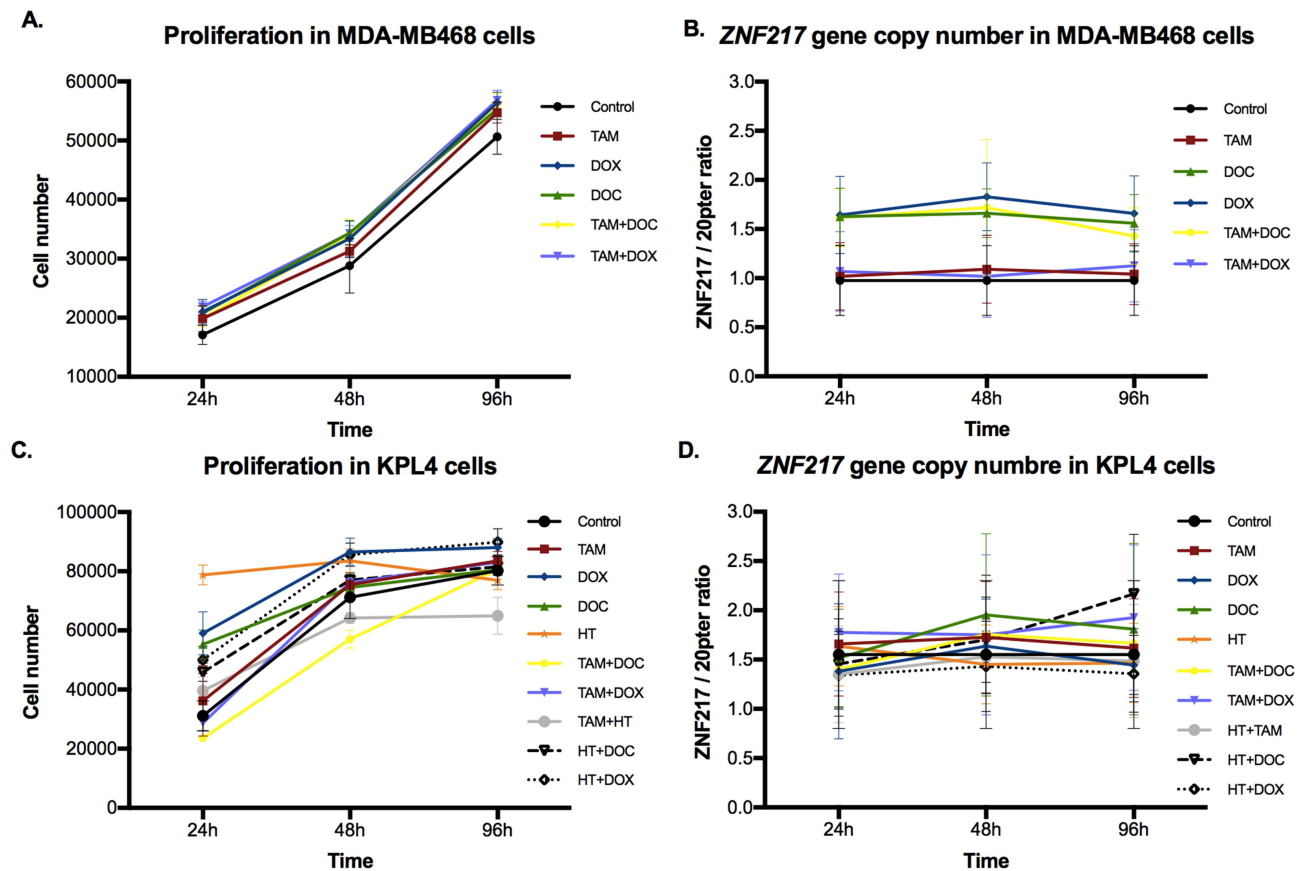 A.
Proliferation in MDA-MB468 cells
60000
50000
40000
30000
20000
10000
Cell number
24h
48h
96h
Time
Control
TAM
DOX
DOC
TAM+DOC
TAM+DOX
B.
ZNF217 gene copy number in MDA-MB468 cells
3.0
2.5
2.0
1.5
1.0
0.5
0.0
ZNF217 / 20pter ratio
24h
48h
96h
Time
Control
TAM
DOC
DOX
TAM+DOC
TAM+DOX
C.
Proliferation in KPL4 cells
100000
80000
60000
40000
20000
0
Cell number
24h
48h
96h
Time
Control
TAM
DOX
DOC
HT
TAM+DOC
TAM+DOX
TAM+HT
HT+DOC
HT+DOX
D.
ZNF217 gene copy numbre in KPL4 cells
3.0
2.5
2.0
1.5
1.0
0.5
0.0
ZNF217 / 20pter ratio
24h
48h
96h
Time
Control
TAM
DOX
DOC
HT
TAM+DOC
TAM+DOX
HT+TAM
HT+DOC
HT+DOX